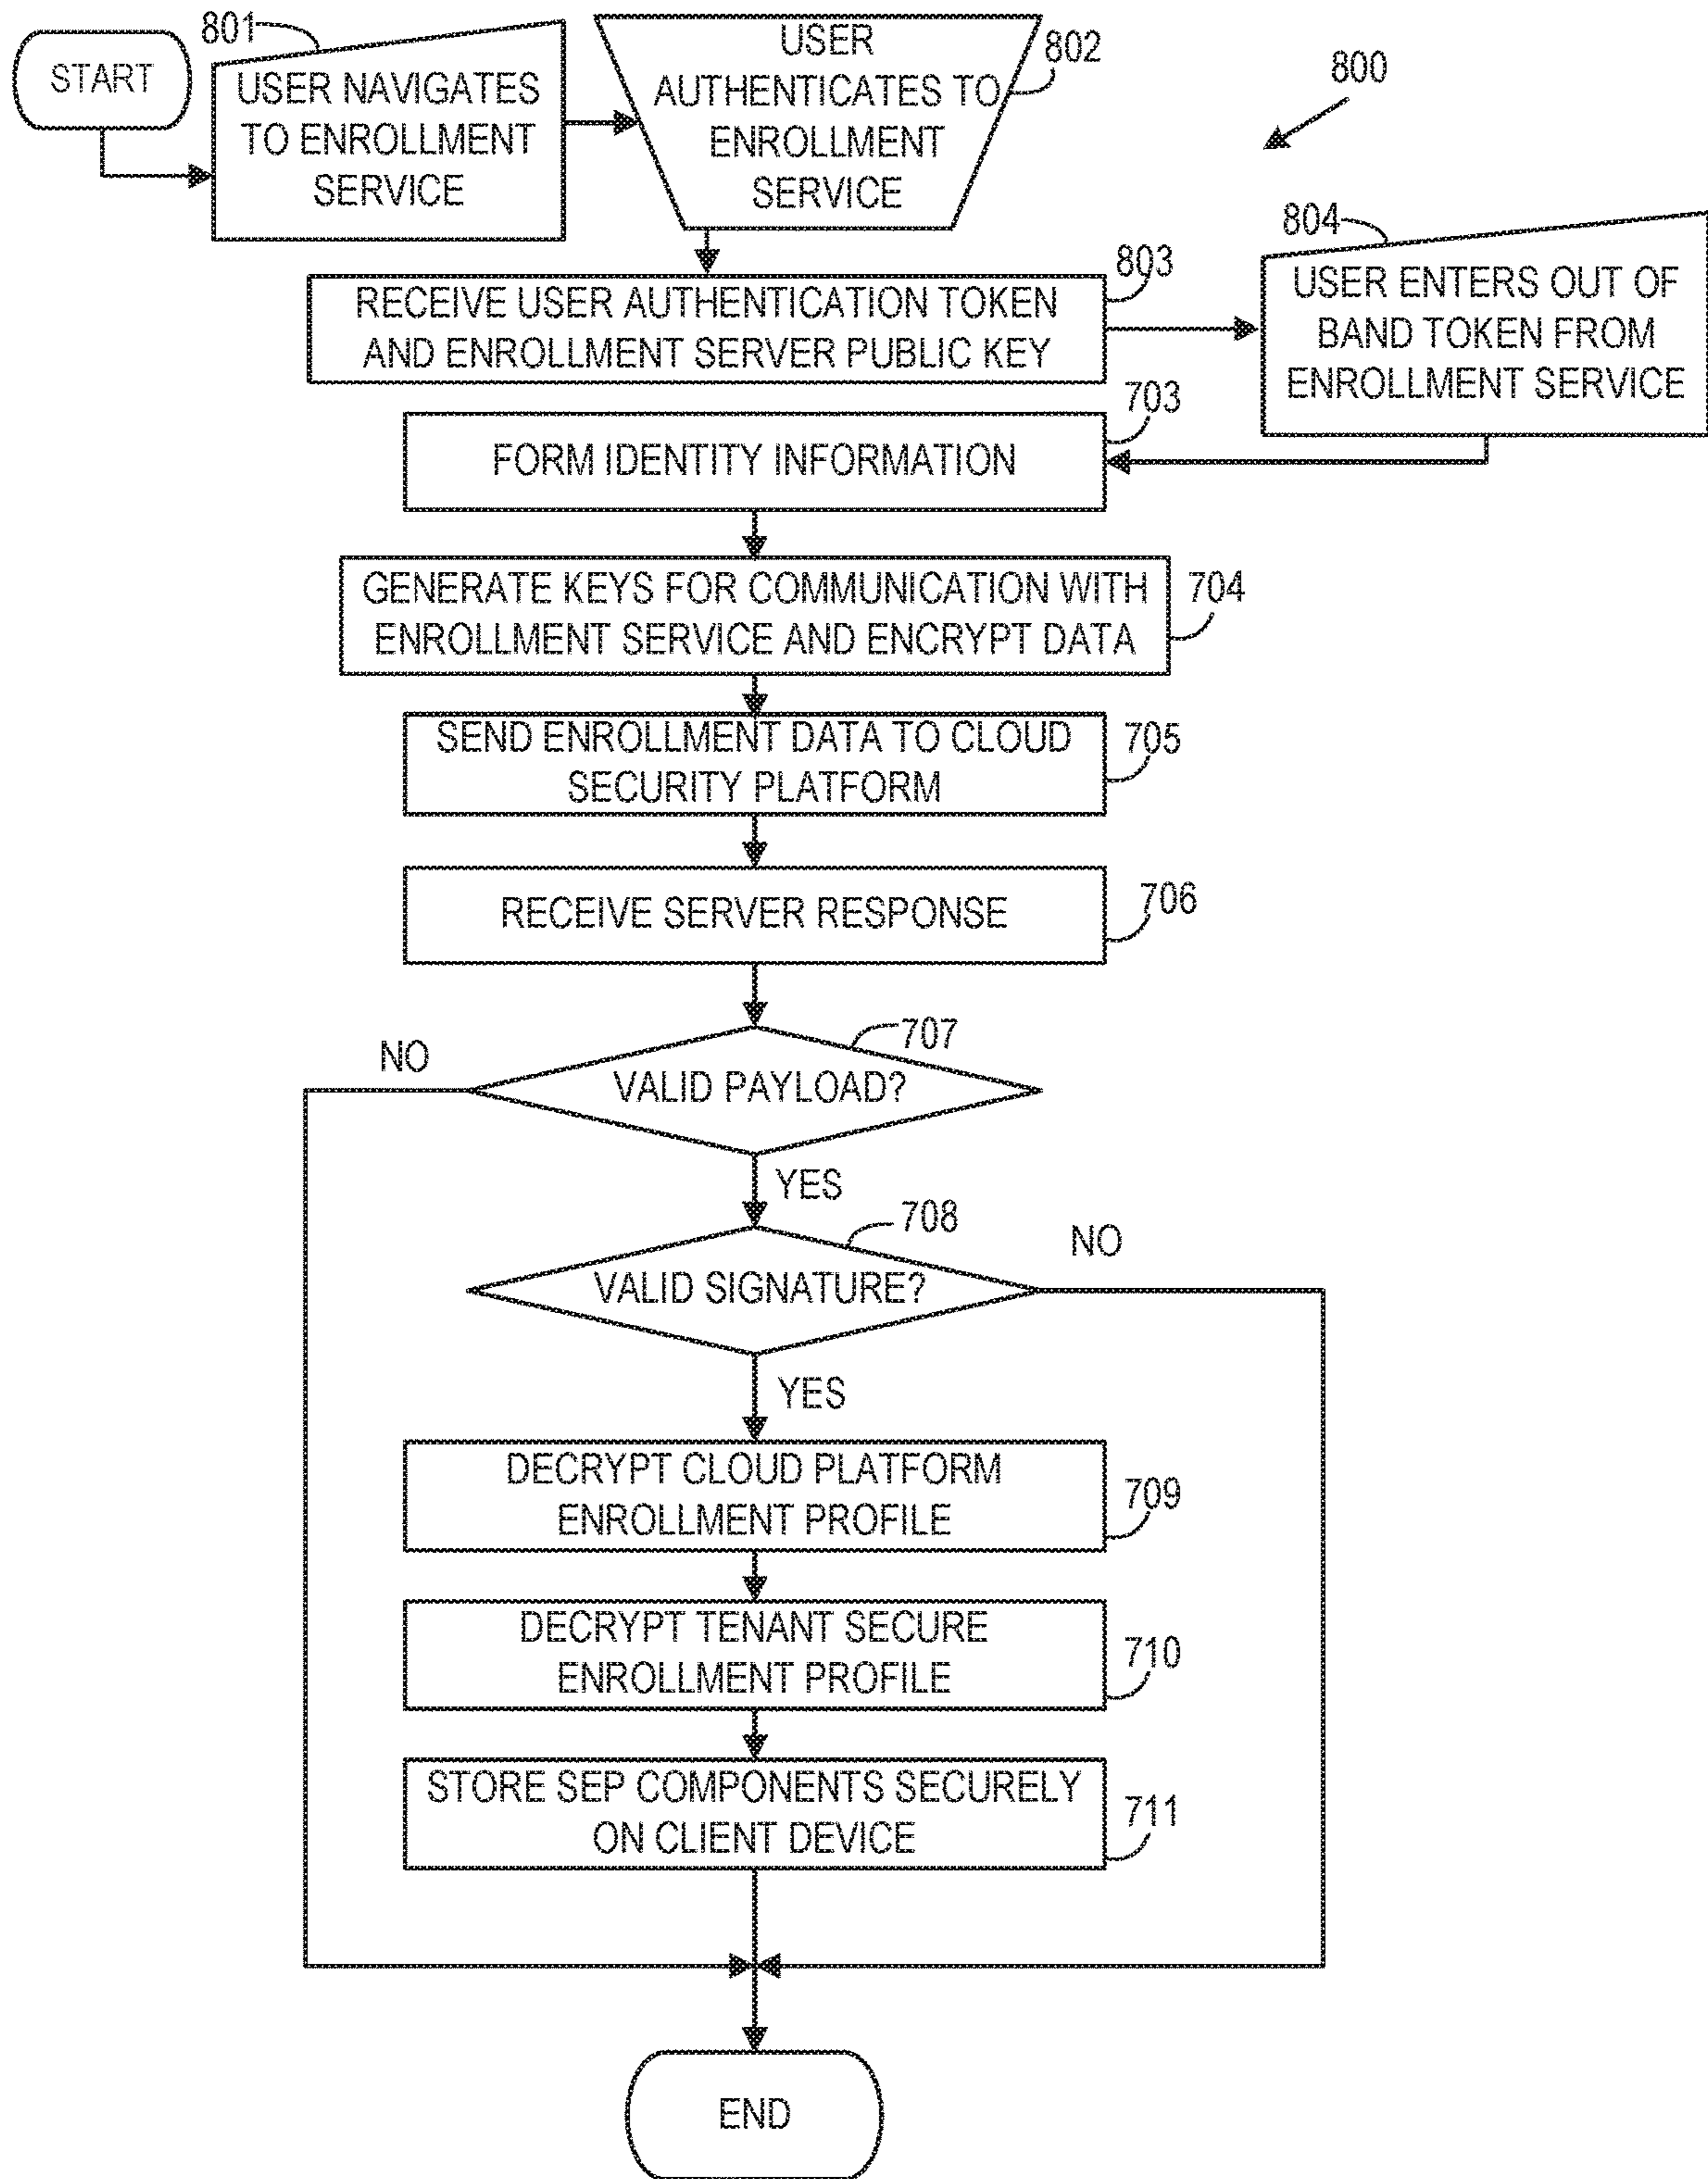 START
801
USER NAVIGATES
TO ENROLLMENT
SERVICE
USER
AUTHENTICATES TO
ENROLLMENT
SERVICE
802
800
803
RECEIVE USER AUTHENTICATION TOKEN
AND ENROLLMENT SERVER PUBLIC KEY
804
USER ENTERS OUT OF
BAND TOKEN FROM
ENROLLMENT SERVICE
703
FORM IDENTITY INFORMATION
GENERATE KEYS FOR COMMUNICATION WITH
ENROLLMENT SERVICE AND ENCRYPT DATA
704
SEND ENROLLMENT DATA TO CLOUD
SECURITY PLATFORM
705
RECEIVE SERVER RESPONSE
706
NO
707
VALID PAYLOAD?
YES
708
NO
VALID SIGNATURE?
YES
DECRYPT CLOUD PLATFORM
ENROLLMENT PROFILE
709
DECRYPT TENANT SECURE
ENROLLMENT PROFILE
710
STORE SEP COMPONENTS SECURELY
ON CLIENT DEVICE
711
END